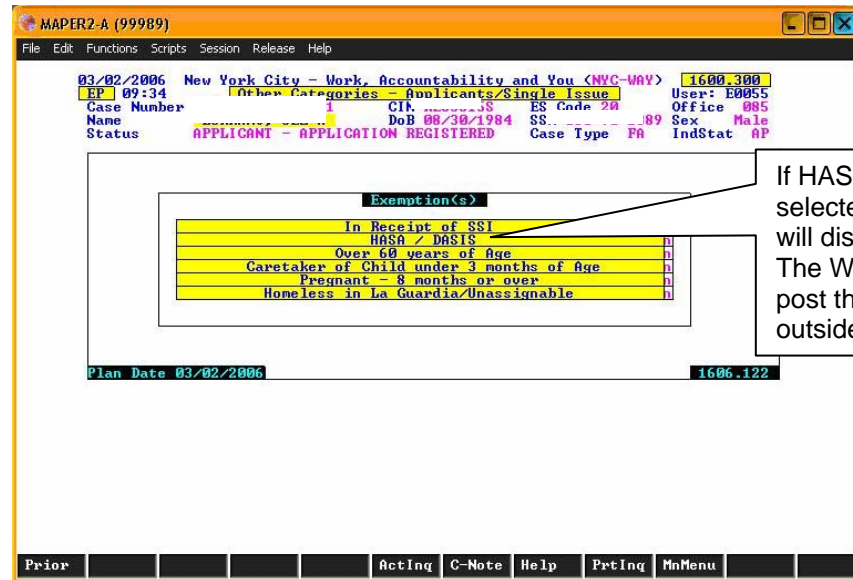 MAPER2-A (99989)
File Edit Functions Scripts Session Release Help
03/02/2006 New York City - Work, Accountability and You (NYC-WAY) 1600.300
EP 09:34 Other Categories - Applicants/Single Issue User: E0055
Case Number 1 CIN S ES Code 20 Office 085
Name DoB 08/30/1984 89 Sex Male
Status APPLICANT - APPLICATION REGISTERED Case Type FA IndStat AP
Exemption(s)
In Receipt of SSI
HASA / DASIS n
Over 60 years of Age n
Caretaker of Child under 3 months of Age n
Pregnant - 8 months or over n
Homeless in La Guardia/Unassignable n
If HAS
selecte
will dis
The W
post th
outside
Plan Date 03/02/2006 1606.122
Prior ActInq C-Note Help PrtInq MnMenu